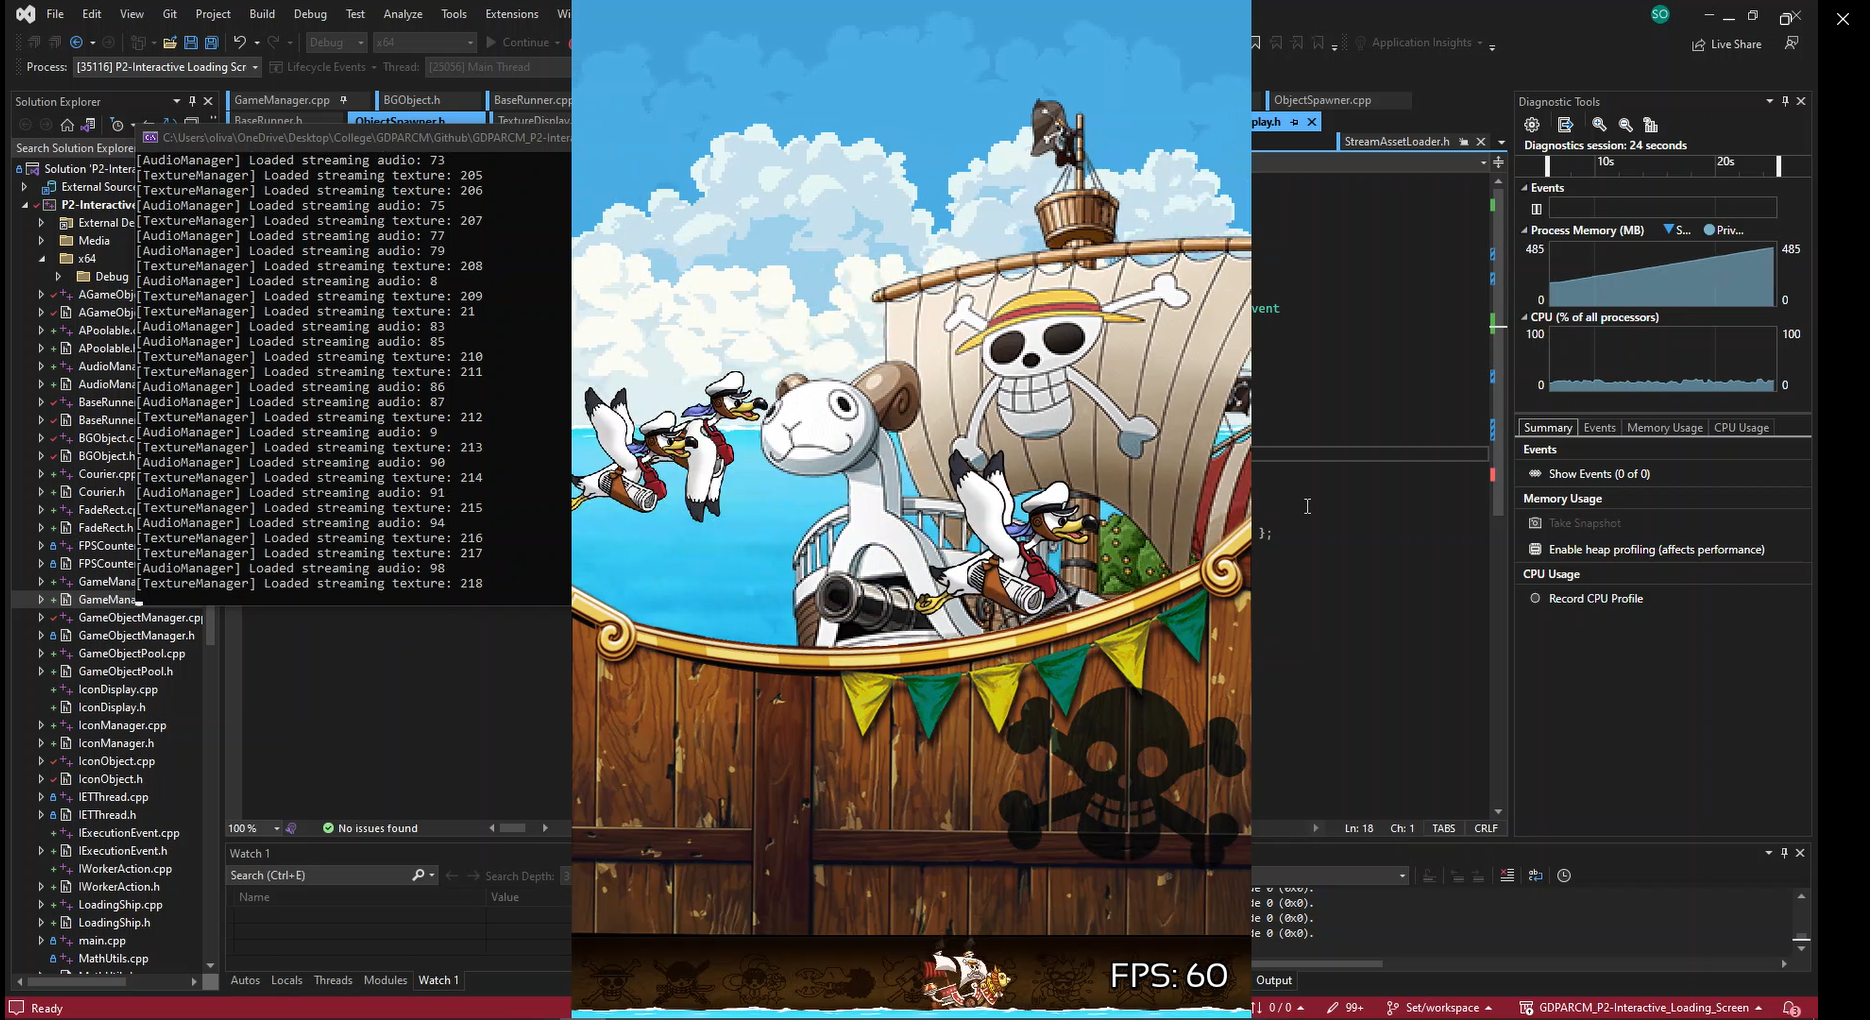 File Edit View Git Project Build Debug Test Analyze Tools Extensions
SO
Debug x64 Continue
Application Insights
Live Share
Process: [35116] P2-Interactive Loading Scr Lifecycle Events Thread: [25056] Main Thread
Solution Explorer
GameManager.cpp BGObject.h BaseRunner.cpp
ObjectSpawner.cpp
BaseRunner.h ObjectSpawner.h
StreamAssetLoader.h
C:\Users\oliva\OneDrive\Desktop\College\GDPARCM\Github\GDPARCM_P2-Inter
Search Solution Explorer
Solution 'P2-Intera
External Sourc
P2-Interactive
External De
Media
x64
Debug
AGameObj
AGameObj
APoolable.c
APoolable.h
AudioMana
AudioMana
BaseRunne
BaseRunne
BGObject.c
BGObject.h
Courier.cpp
Courier.h
FadeRect.cp
FadeRect.h
FPSCounte
FPSCounte
GameMana
GameMana
GameObjectManager.cpp
GameObjectManager.h
GameObjectPool.cpp
GameObjectPool.h
IconDisplay.cpp
IconDisplay.h
IconManager.cpp
IconManager.h
IconObject.cpp
IconObject.h
IETThread.cpp
IETThread.h
IExecutionEvent.cpp
IExecutionEvent.h
IWorkerAction.cpp
IWorkerAction.h
LoadingShip.cpp
LoadingShip.h
main.cpp
MathUtils.cpp
[AudioManager] Loaded streaming audio: 73
[TextureManager] Loaded streaming texture: 205
[TextureManager] Loaded streaming texture: 206
[AudioManager] Loaded streaming audio: 75
[TextureManager] Loaded streaming texture: 207
[AudioManager] Loaded streaming audio: 77
[AudioManager] Loaded streaming audio: 79
[TextureManager] Loaded streaming texture: 208
[AudioManager] Loaded streaming audio: 8
[TextureManager] Loaded streaming texture: 209
[TextureManager] Loaded streaming texture: 21
[AudioManager] Loaded streaming audio: 83
[AudioManager] Loaded streaming audio: 85
[TextureManager] Loaded streaming texture: 210
[TextureManager] Loaded streaming texture: 211
[AudioManager] Loaded streaming audio: 86
[AudioManager] Loaded streaming audio: 87
[TextureManager] Loaded streaming texture: 212
[AudioManager] Loaded streaming audio: 9
[TextureManager] Loaded streaming texture: 213
[AudioManager] Loaded streaming audio: 90
[TextureManager] Loaded streaming texture: 214
[AudioManager] Loaded streaming audio: 91
[TextureManager] Loaded streaming texture: 215
[AudioManager] Loaded streaming audio: 94
[TextureManager] Loaded streaming texture: 216
[TextureManager] Loaded streaming texture: 217
[AudioManager] Loaded streaming audio: 98
[TextureManager] Loaded streaming texture: 218
FPS: 60
vent
};
Diagnostic Tools
Diagnostics session: 24 seconds
10s 20s
Events
Process Memory (MB) S... Priv...
485 485
0 0
CPU (% of all processors)
100 100
0 0
Summary Events Memory Usage CPU Usage
Events
Show Events (0 of 0)
Memory Usage
Take Snapshot
Enable heap profiling (affects performance)
CPU Usage
Record CPU Profile
100 % No issues found
Ln: 18 Ch: 1 TABS CRLF
Watch 1
Search (Ctrl+E) Search Depth: 3
Name Value
de 0 (0x0).
de 0 (0x0).
de 0 (0x0).
de 0 (0x0).
Autos Locals Threads Modules Watch 1
Output
Ready
0 / 0 99+ Set/workspace GDPARCM_P2-Interactive_Loading_Screen 3